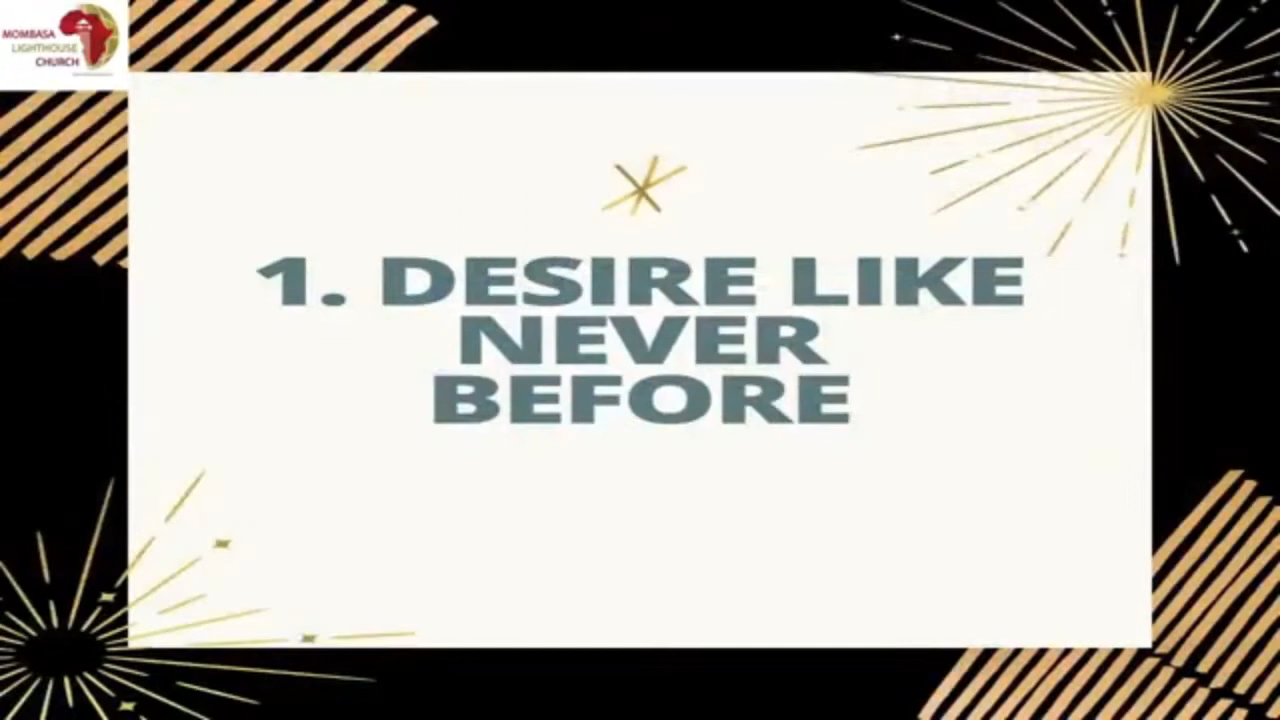 MOMBASA
LIGHTHOUSE
CHURCH
1. DESIRE LIKE
NEVER
BEFORE